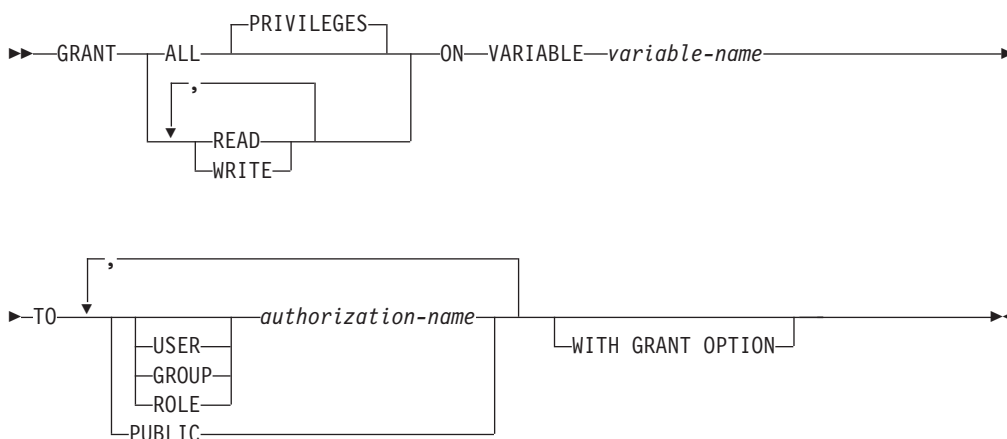 PRIVILEGES
GRANT ALL ON VARIABLE variable-name
,
READ
WRITE
,
TO authorization-name
USER WITH GRANT OPTION
GROUP
ROLE
PUBLIC